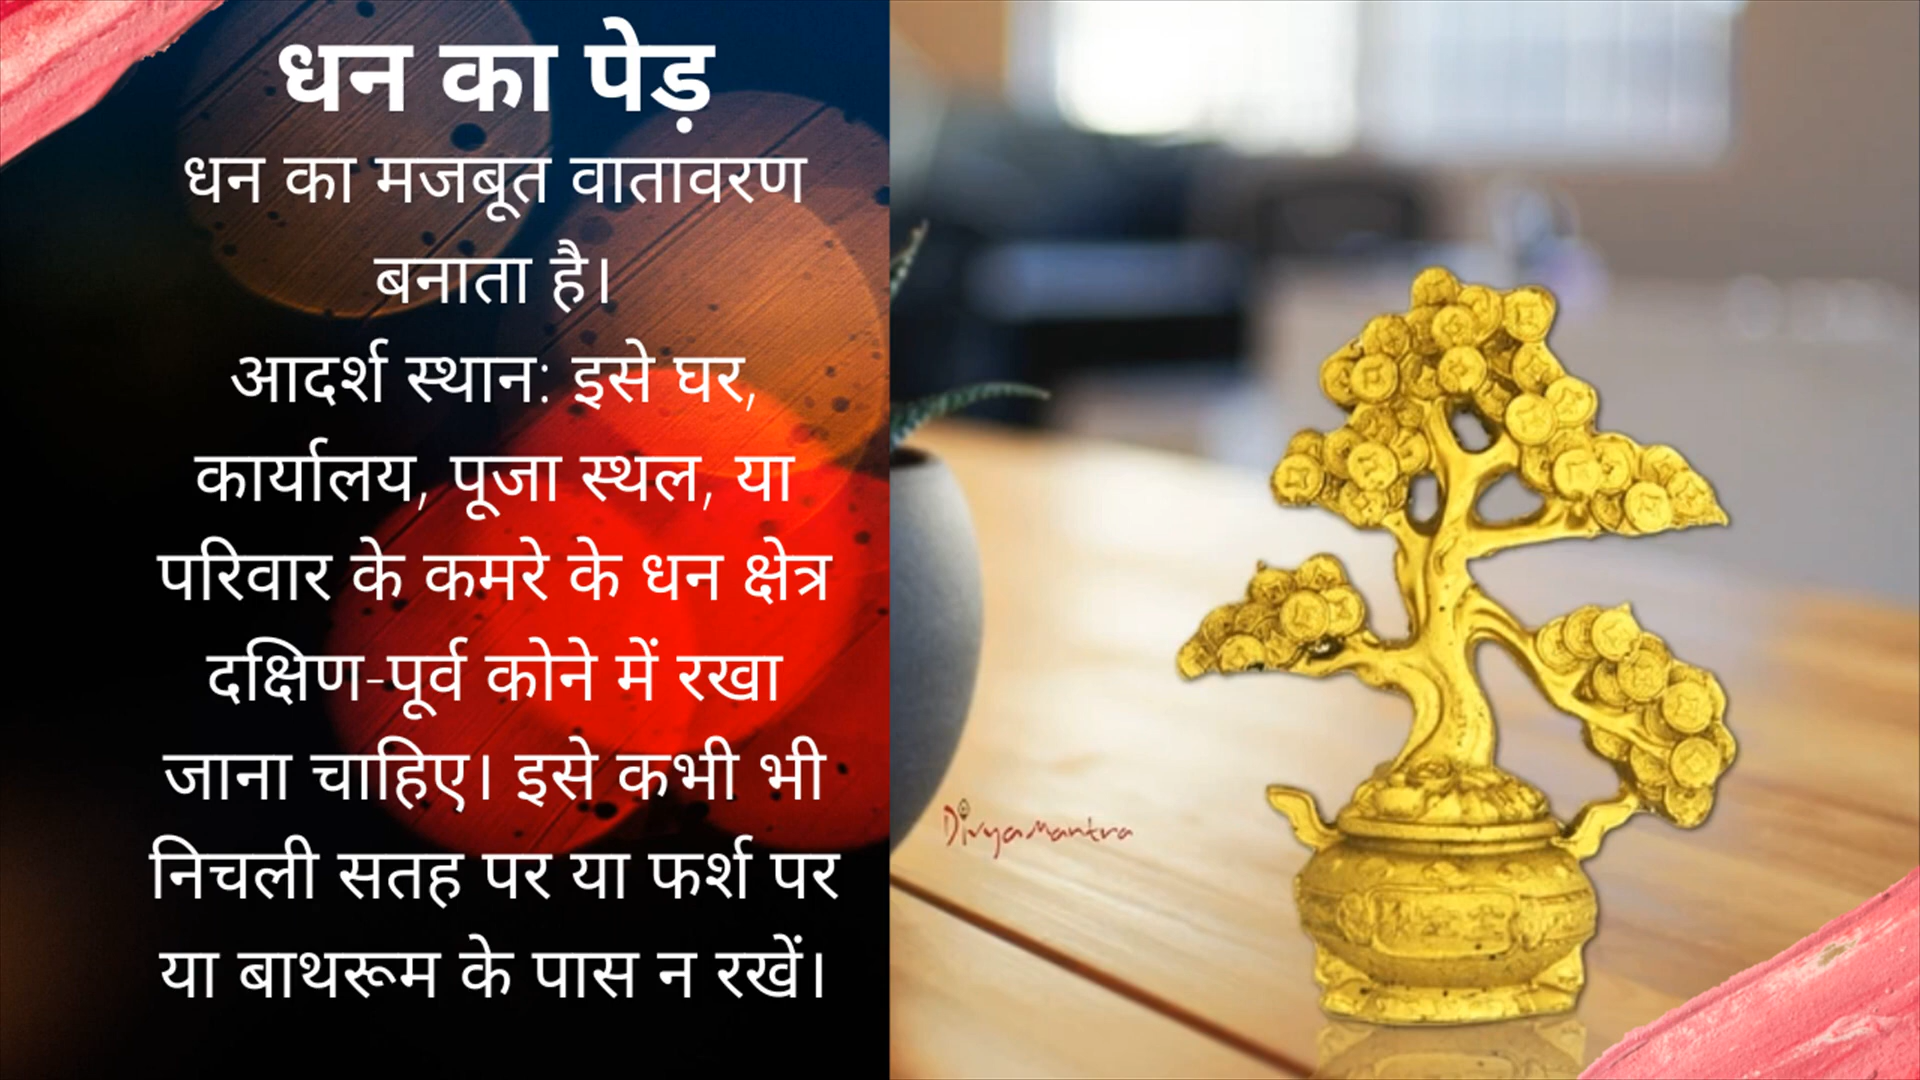 धन का पेड़
धन का मजबूत वातावरण
बनाता है।
आदर्श स्थान: इसे घर,
कार्यालय, पूजा स्थल, या
परिवार के कमरे के धन क्षेत्र
दक्षिण-पूर्व कोने में रखा
जाना चाहिए। इसे कभी भी
निचली सतह पर या फर्श पर
या बाथरूम के पास न रखें।
Divyamantra